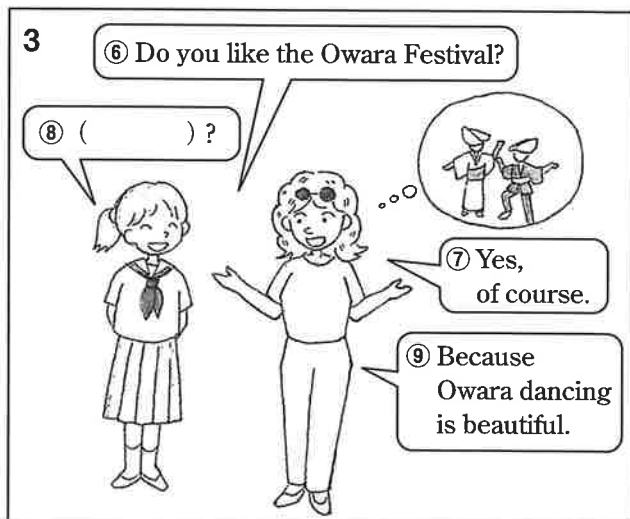 3
⑥ Do you like the Owara Festival?
⑧ (　　　　　) ?
⑦ Yes,
of course.
⑨ Because
Owara dancing
is beautiful.